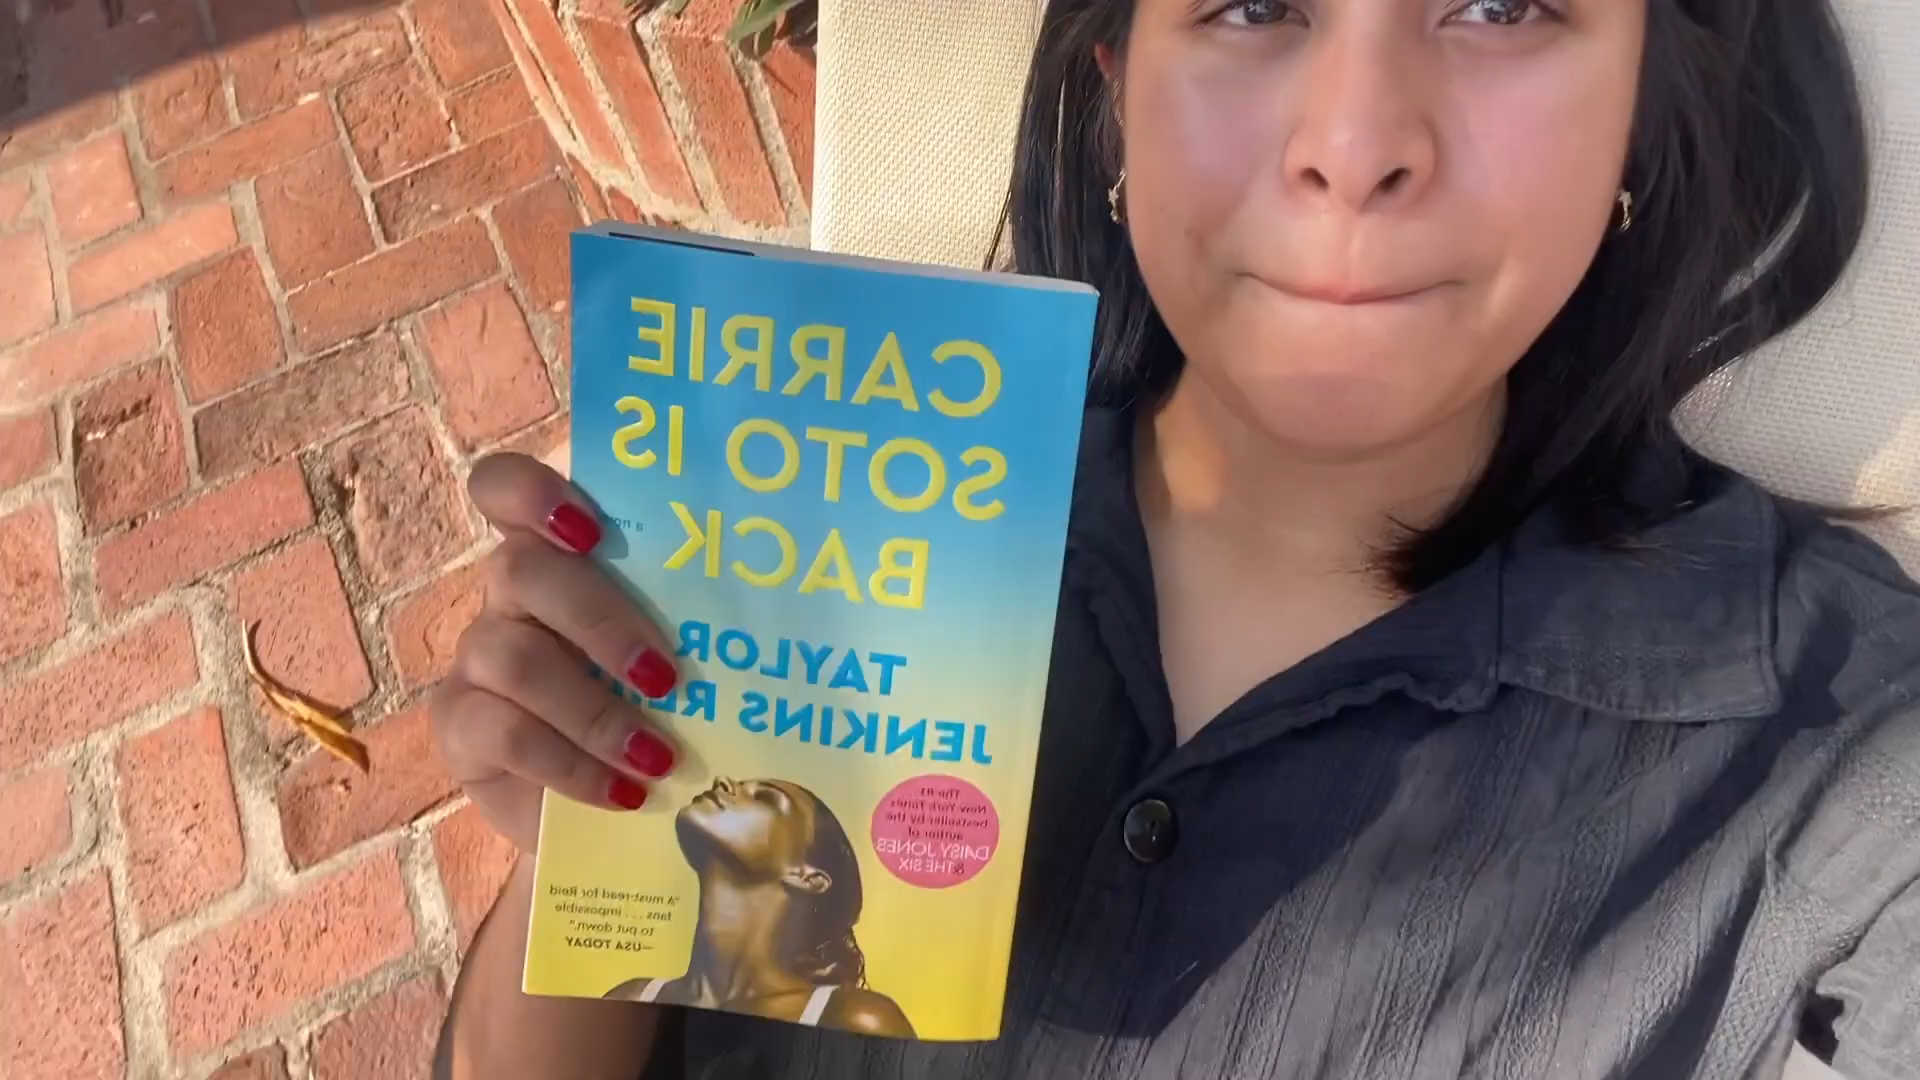 CARRIE
SOTO IS
BACK
a
TAYLOR
JENKINS
The #1
New York Times
bestseller by the
author of
DAISY JONES
& THE SIX
"A must-read for Reid
fans . . . impossible
to put down."
—USA TODAY